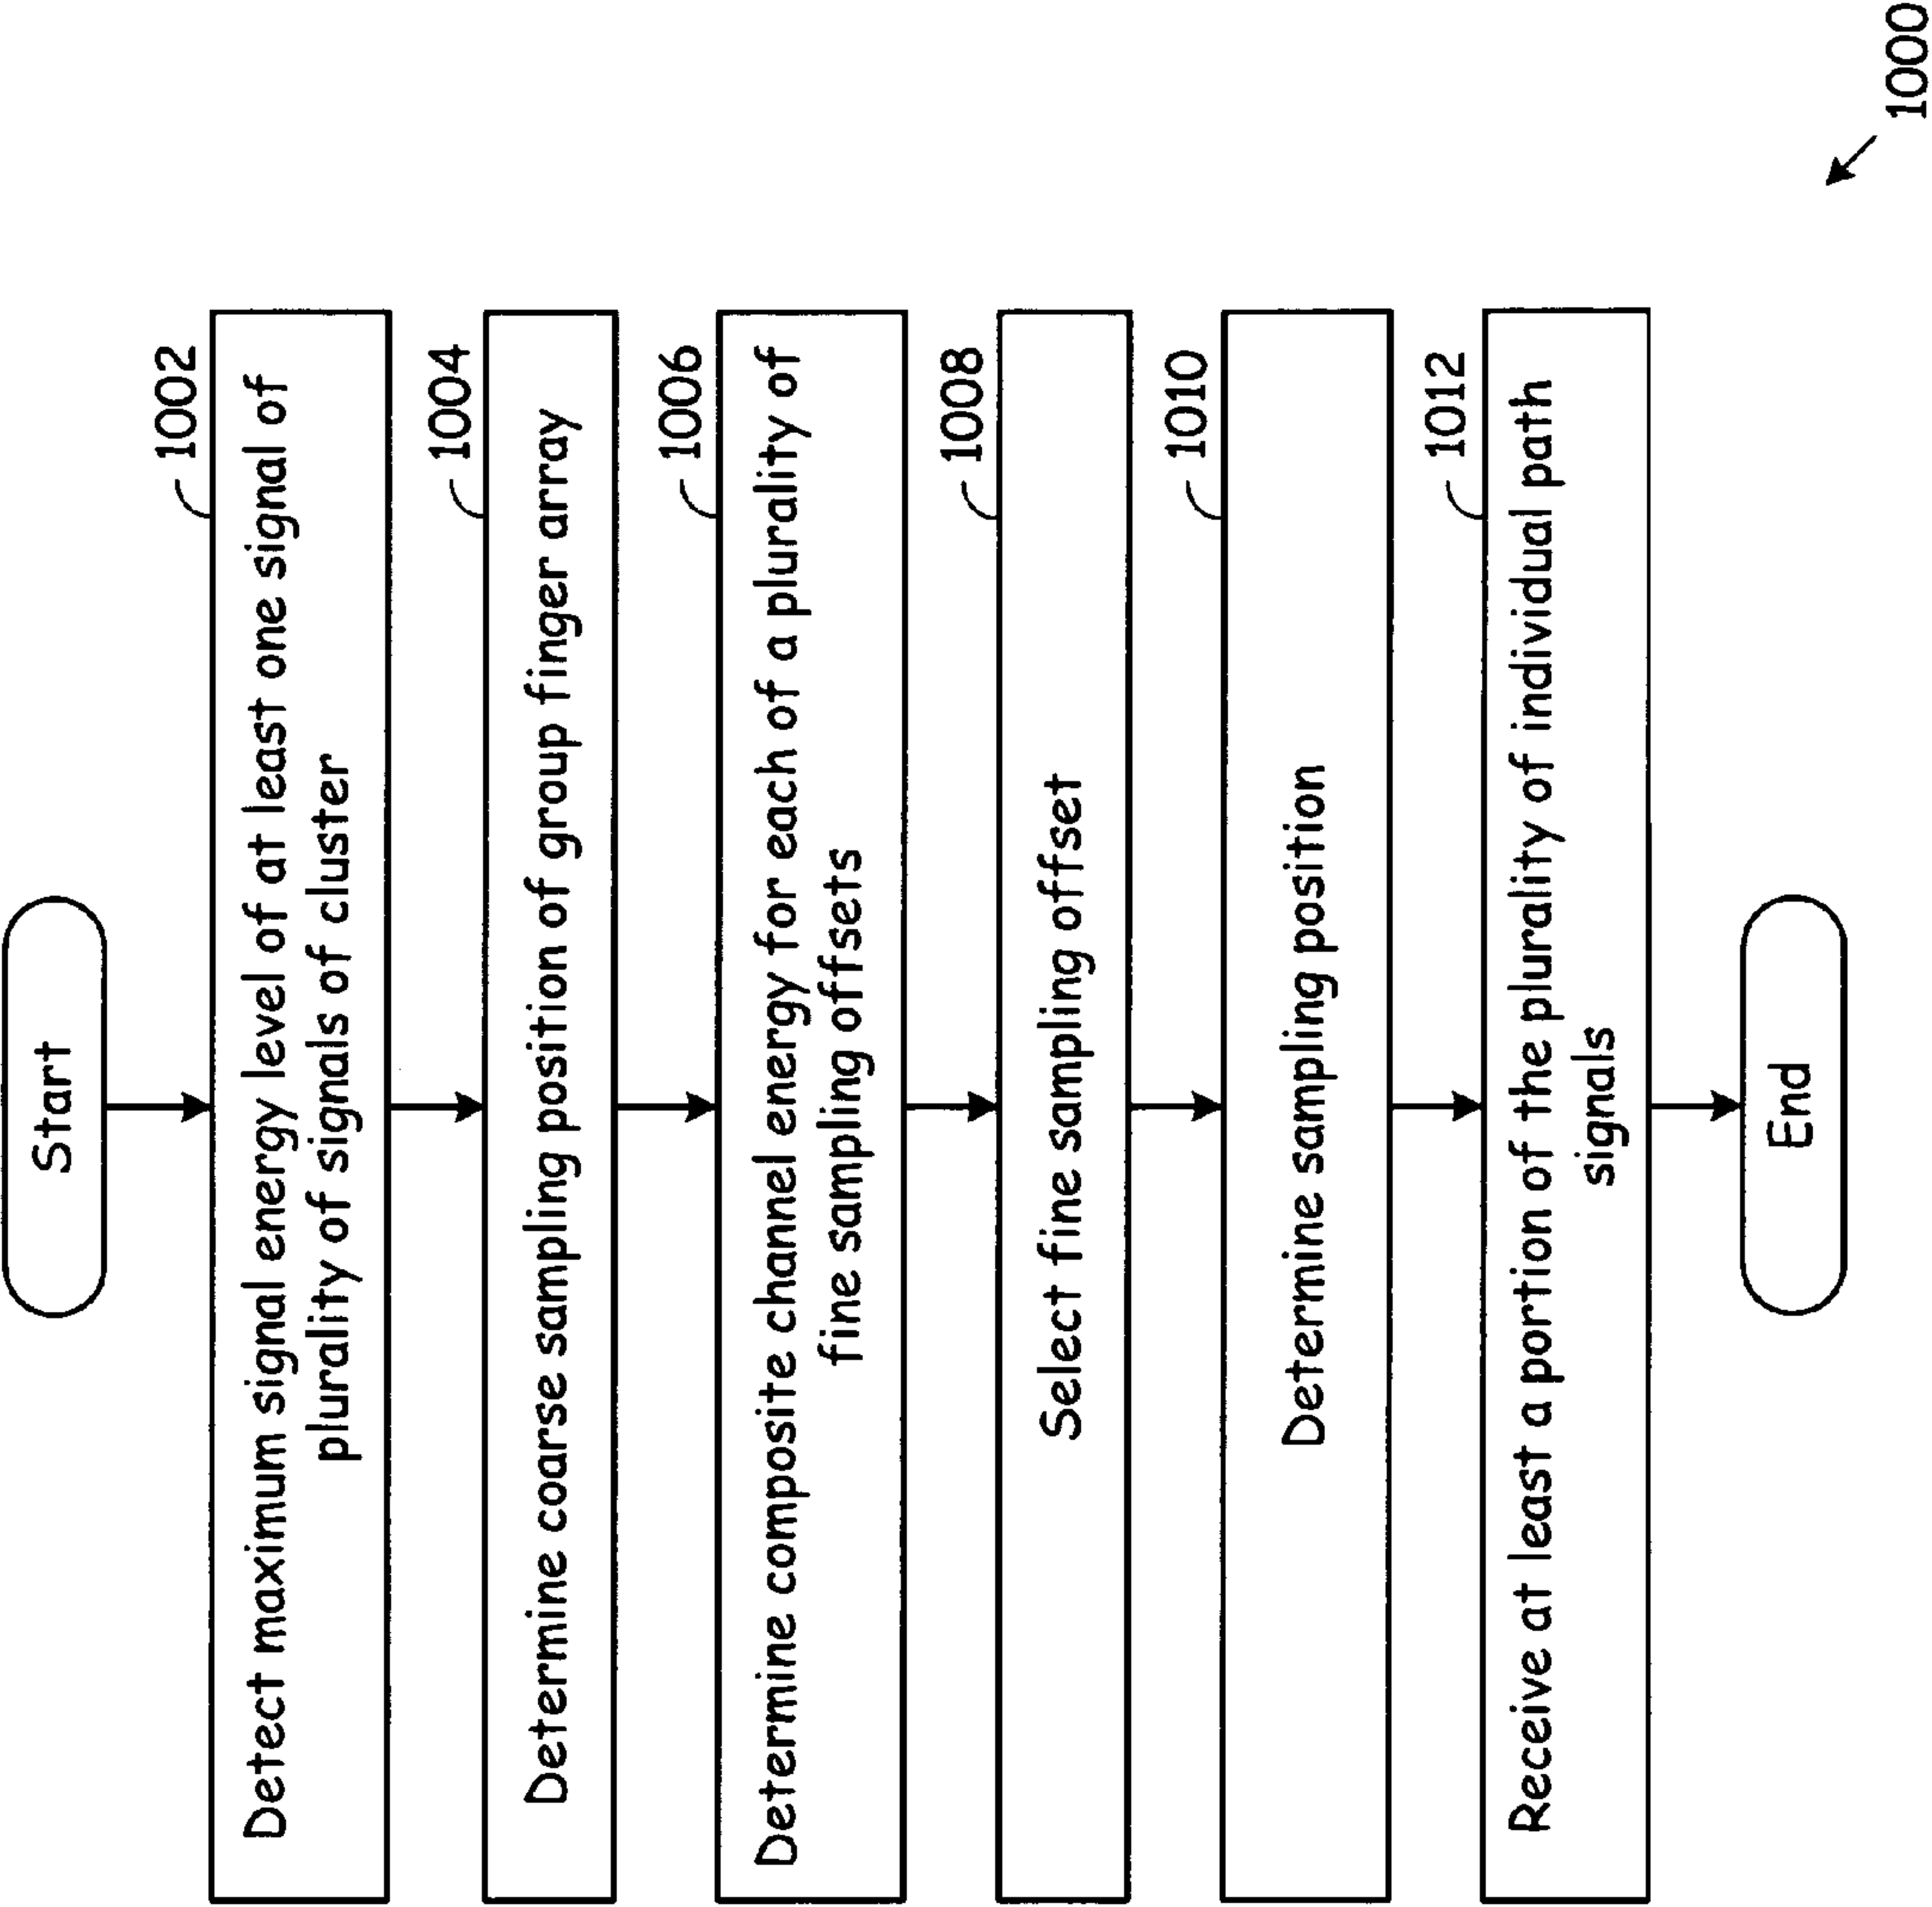 Start
1002
Detect maximum signal energy level of at least one signal of
plurality of signals of cluster
1004
Determine coarse sampling position of group finger array
1006
Determine composite channel energy for each of a plurality of
fine sampling offsets
1008
Select fine sampling offset
1010
Determine sampling position
1012
Receive at least a portion of the plurality of individual path
signals
End
1000